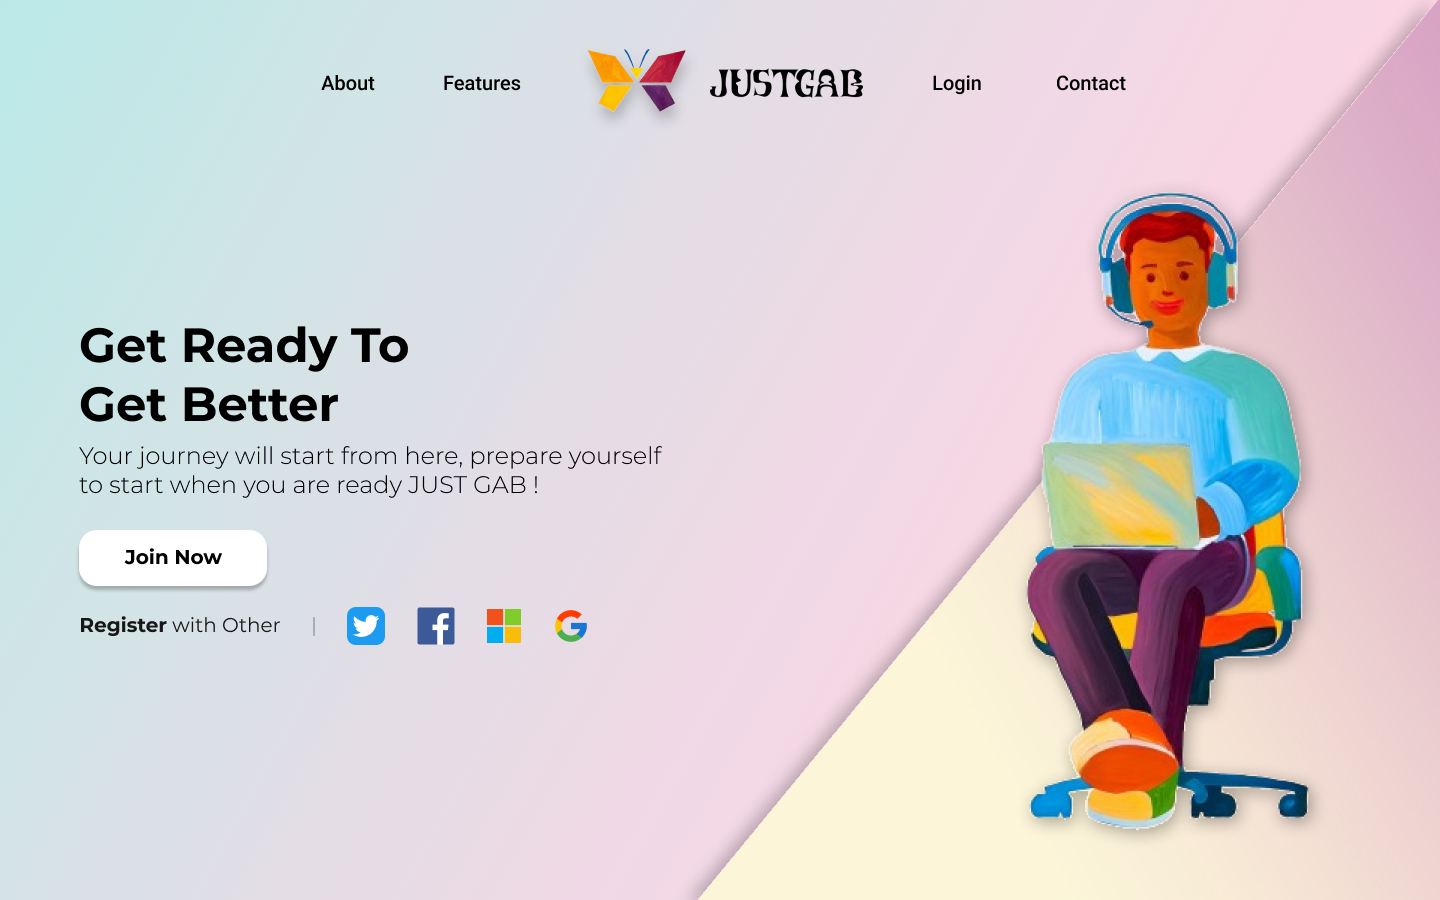 About
Features
JUSTGAB
Login
Contact
Get Ready To
Get Better
Your journey will start from here, prepare yourself
to start when you are ready JUST GAB !
Join Now
Register with Other |